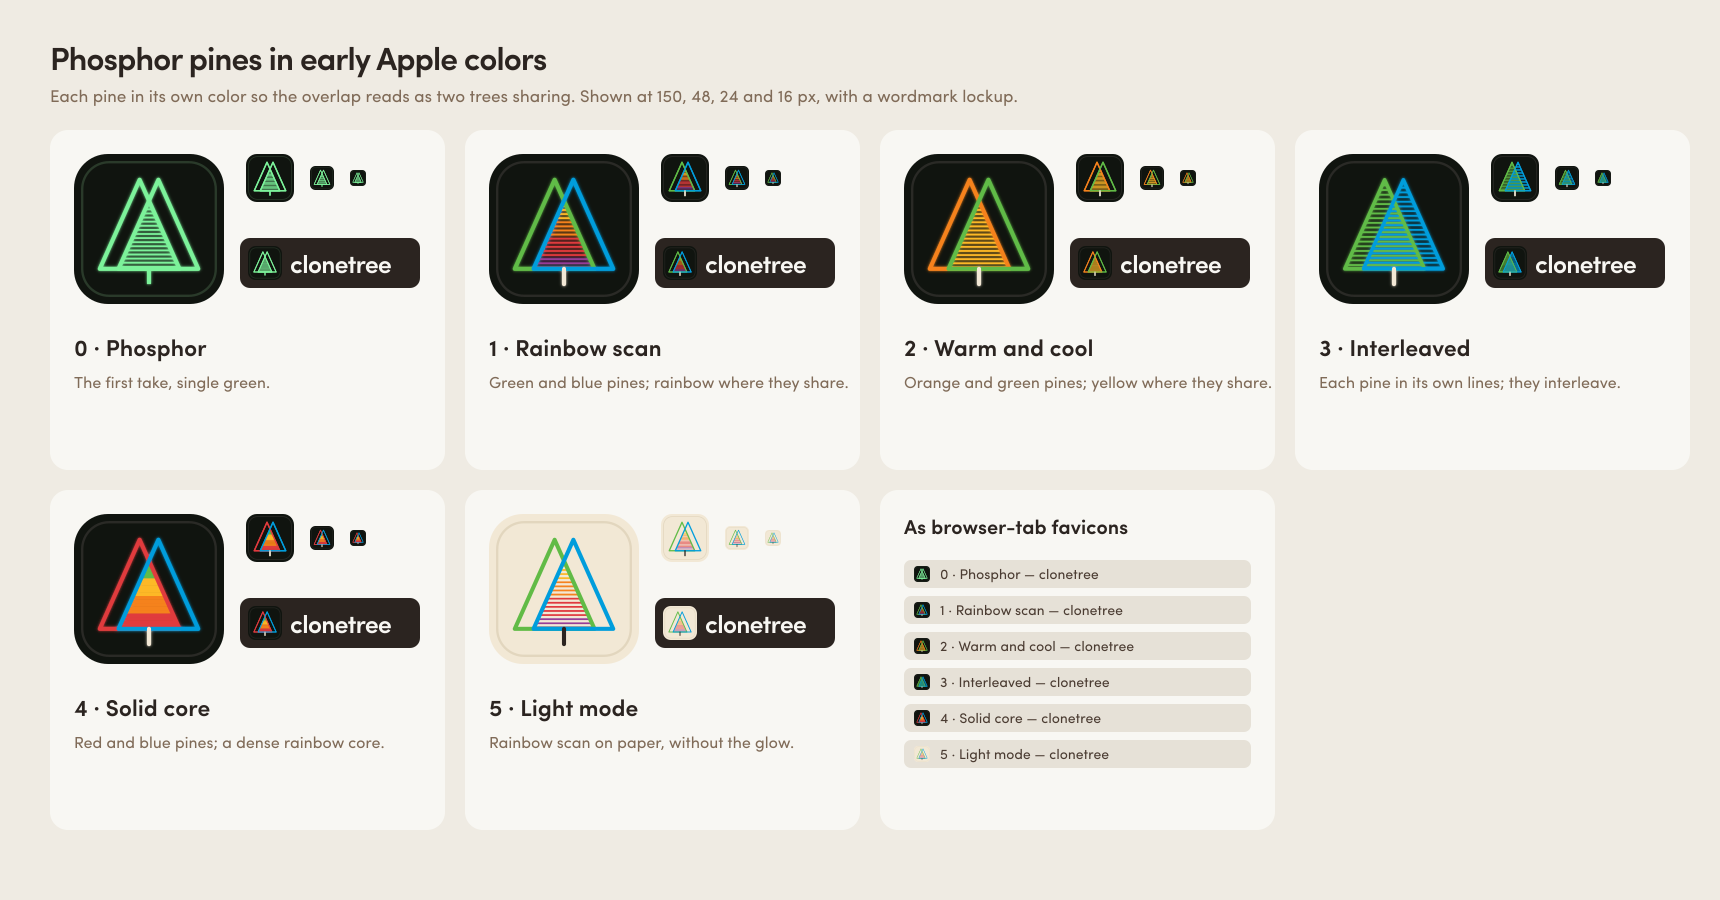 Phosphor pines in early Apple colors
Each pine in its own color so the overlap reads as two trees sharing. Shown at 150, 48, 24 and 16 px, with a wordmark lockup.
clonetree
0 · Phosphor
The first take, single green.
clonetree
1 · Rainbow scan
Green and blue pines; rainbow where they share.
clonetree
2 · Warm and cool
Orange and green pines; yellow where they share.
clonetree
3 · Interleaved
Each pine in its own lines; they interleave.
clonetree
4 · Solid core
Red and blue pines; a dense rainbow core.
clonetree
5 · Light mode
Rainbow scan on paper, without the glow.
As browser-tab favicons
0 · Phosphor — clonetree
1 · Rainbow scan — clonetree
2 · Warm and cool — clonetree
3 · Interleaved — clonetree
4 · Solid core — clonetree
5 · Light mode — clonetree